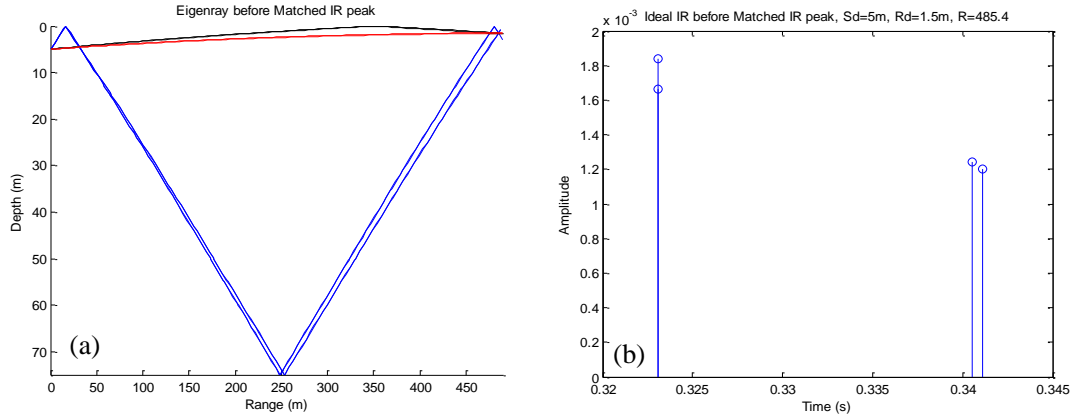 Eigenray before Matched IR peak
0
10
20
30
40
50
60
70
0 50 100 150 200 250 300 350 400 450
Depth (m)
Range (m)
(a)
x 10^-3
Ideal IR before Matched IR peak, Sd=5m, Rd=1.5m, R=485.4
2
1.8
1.6
1.4
1.2
1
0.8
0.6
0.4
0.2
0
0.32 0.325 0.33 0.335 0.34 0.345
Amplitude
Time (s)
(b)